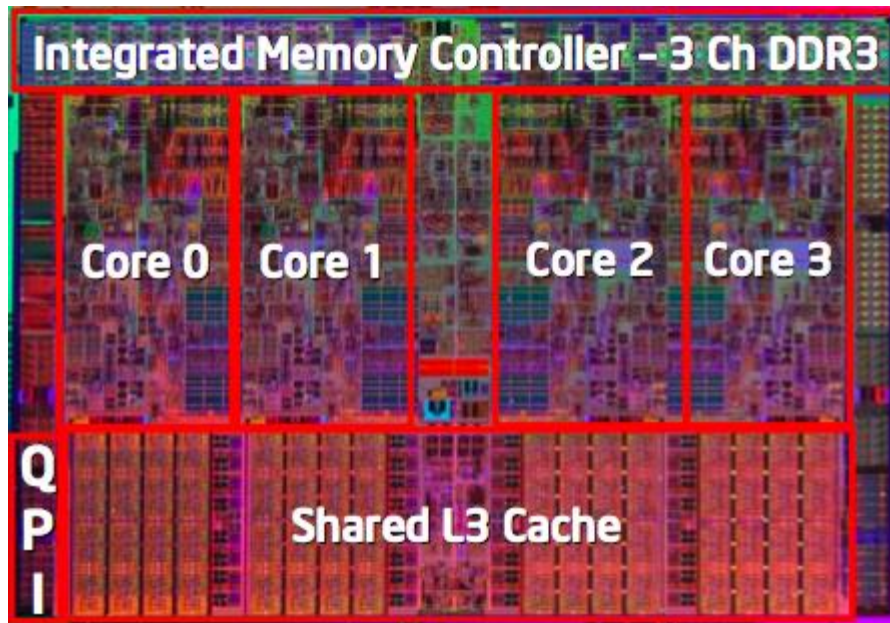 Integrated Memory Controller – 3 Ch DDR3
Core 0
Core 1
Core 2
Core 3
Q
P
I
Shared L3 Cache